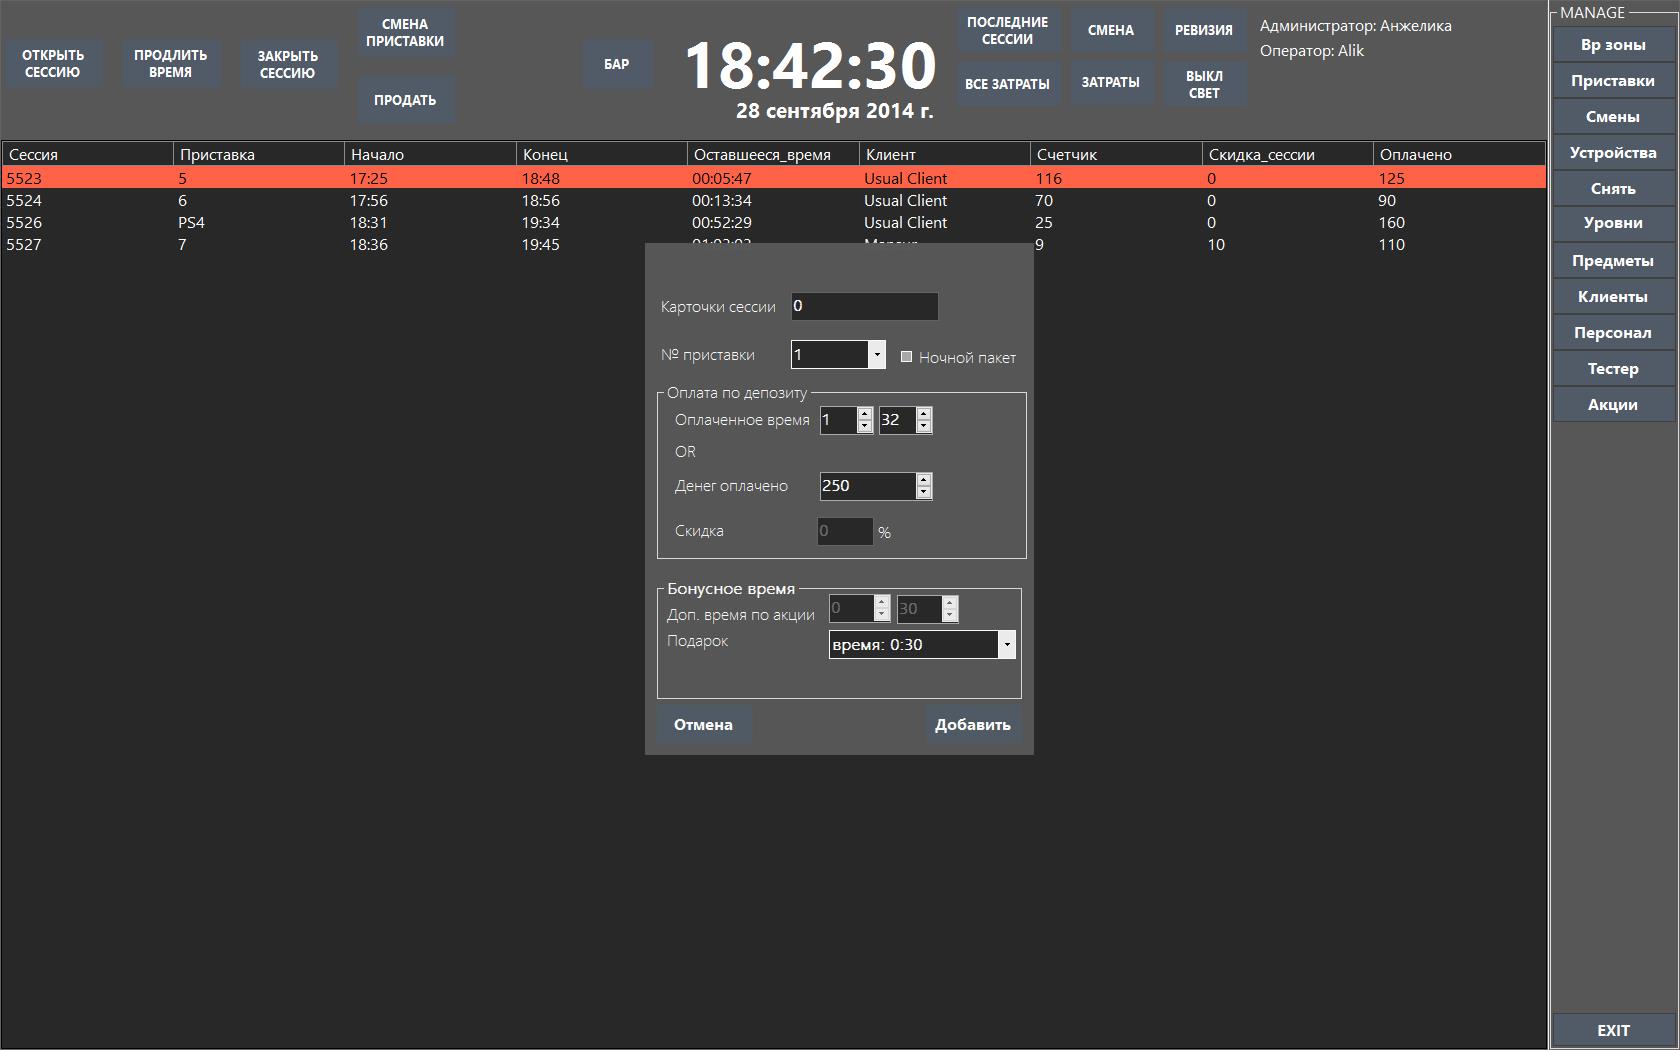 ОТКРЫТЬ
СЕССИЮ
ПРОДЛИТЬ
ВРЕМЯ
ЗАКРЫТЬ
СЕССИЮ
СМЕНА
ПРИСТАВКИ
ПРОДАТЬ
БАР
18:42:30
28 сентября 2014 г.
ПОСЛЕДНИЕ
СЕССИИ
СМЕНА
РЕВИЗИЯ
ВСЕ ЗАТРАТЫ
ЗАТРАТЫ
ВЫКЛ
СВЕТ
Администратор: Анжелика
Оператор: Alik
Сессия Приставка Начало Конец Оставшееся_время Клиент Счетчик Скидка_сессии Оплачено
5523 5 17:25 18:48 00:05:47 Usual Client 116 0 125
5524 6 17:56 18:56 00:13:34 Usual Client 70 0 90
5526 PS4 18:31 19:34 00:52:29 Usual Client 25 0 160
5527 7 18:36 19:45 9 10 110
Карточки сессии 0
№ приставки 1 Ночной пакет
Оплата по депозиту
Оплаченное время 1 32
OR
Денег оплачено 250
Скидка 0 %
Бонусное время
Доп. время по акции 0 30
Подарок время: 0:30
Отмена Добавить
MANAGE
Вр зоны
Приставки
Смены
Устройства
Снять
Уровни
Предметы
Клиенты
Персонал
Тестер
Акции
EXIT